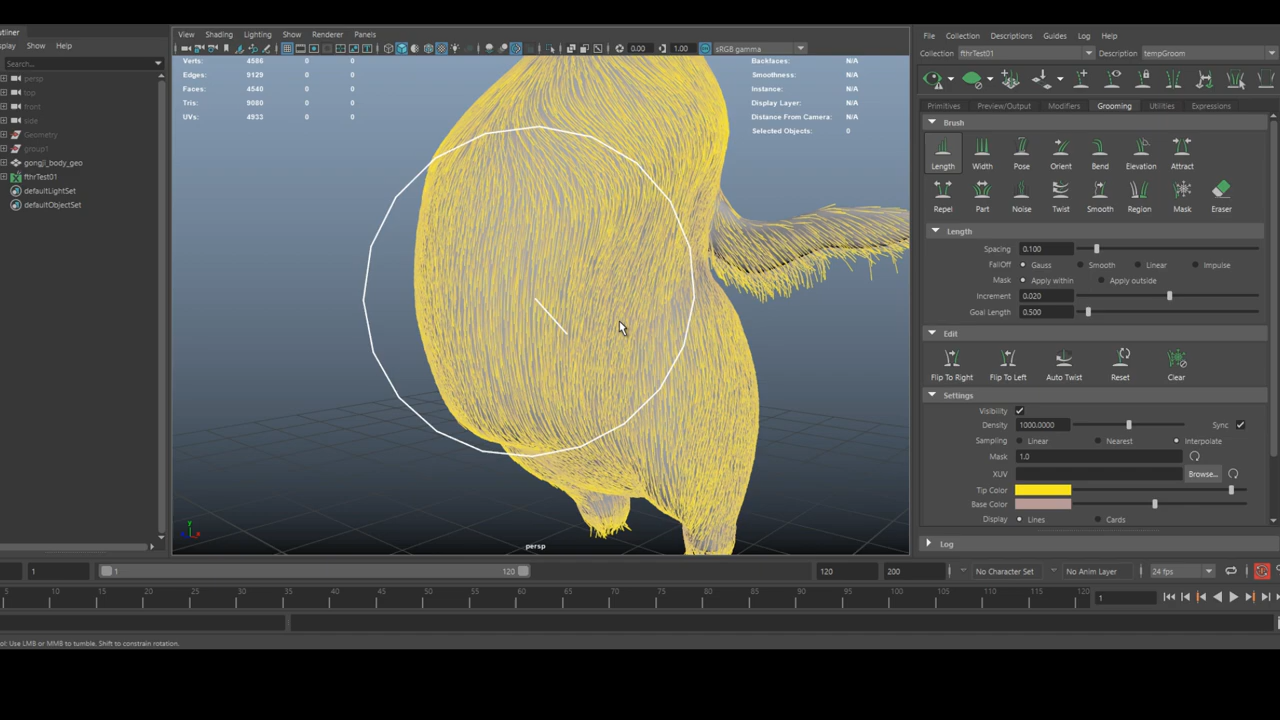 utliner
View Shading Lighting Show Renderer Panels
File Collection Descriptions Guides Log Help
splay Show Help
0.00 1.00 sRGB gamma
Collection fthrTest01 Description tempGroom
Search...
Verts: 4586 0 0
Edges: 9129 0 0
Faces: 4540 0 0
Tris: 9080 0 0
UVs: 4933 0 0
Backfaces: N/A
Smoothness: N/A
Instance: N/A
Display Layer: N/A
Distance From Camera: N/A
Selected Objects: 0
persp
top
front
side
Geometry
group1
gongji_body_geo
fthrTest01
defaultLightSet
defaultObjectSet
Primitives Preview/Output Modifiers Grooming Utilities Expressions
Brush
Length Width Pose Orient Bend Elevation Attract
Repel Part Noise Twist Smooth Region Mask Eraser
Length
Spacing 0.100
FallOff Gauss Smooth Linear Impulse
Mask Apply within Apply outside
Increment 0.020
Goal Length 0.500
Edit
Flip To Right Flip To Left Auto Twist Reset Clear
Settings
Visibility
Density 1000.0000 Sync
Sampling Linear Nearest Interpolate
Mask 1.0
XUV Browse...
Tip Color
Base Color
Display Lines Cards
Log
y
x
persp
1 1 120 120 200 No Character Set No Anim Layer 24 fps
5 10 15 20 25 30 35 40 45 50 55 60 65 70 75 80 85 90 95 100 105 110 115 120 1
ol: Use LMB or MMB to tumble. Shift to constrain rotation.